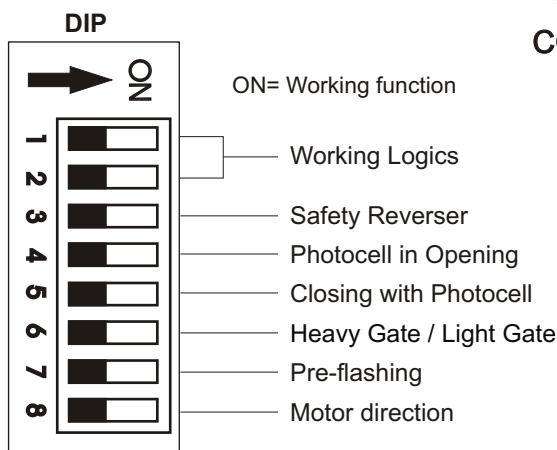 DIP
ON
ON= Working function
1
2
Working Logics
3 Safety Reverser
4 Photocell in Opening
5 Closing with Photocell
6 Heavy Gate / Light Gate
7 Pre-flashing
8 Motor direction